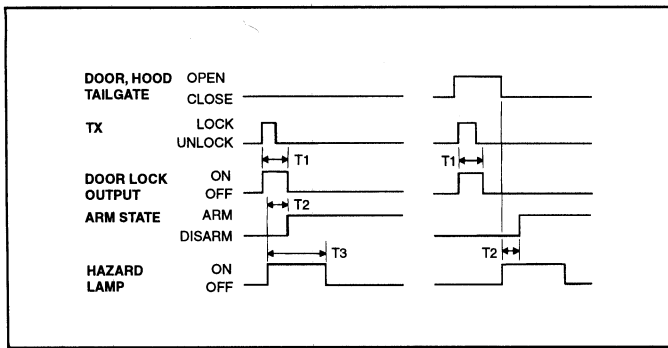 DOOR, HOOD OPEN
TAILGATE CLOSE
TX LOCK
UNLOCK
T1 T1
DOOR LOCK ON
OUTPUT OFF
T2
ARM STATE ARM
DISARM
T3 T2
HAZARD ON
LAMP OFF